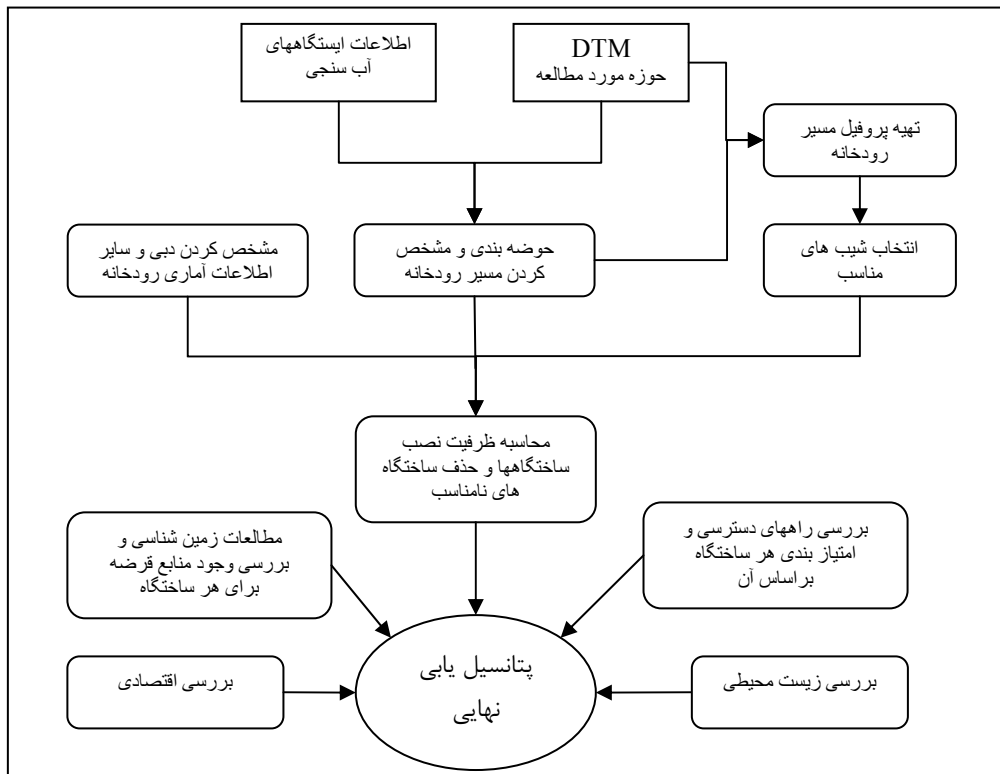 DTM
حوزه مورد مطالعه
اطلاعات ایستگاههای
آب سنجی
تهیه پروفیل مسیر
رودخانه
انتخاب شیب های
مناسب
حوضه بندی و مشخص
کردن مسیر رودخانه
مشخص کردن دبی و سایر
اطلاعات آماری رودخانه
محاسبه ظرفیت نصب
ساختگاهها و حذف ساختگاه
های نامناسب
بررسی راههای دسترسی و
امتیاز بندی هر ساختگاه
براساس آن
مطالعات زمین شناسی و
بررسی وجود منابع قرضه
برای هر ساختگاه
پتانسیل یابی
نهایی
بررسی زیست محیطی
بررسی اقتصادی